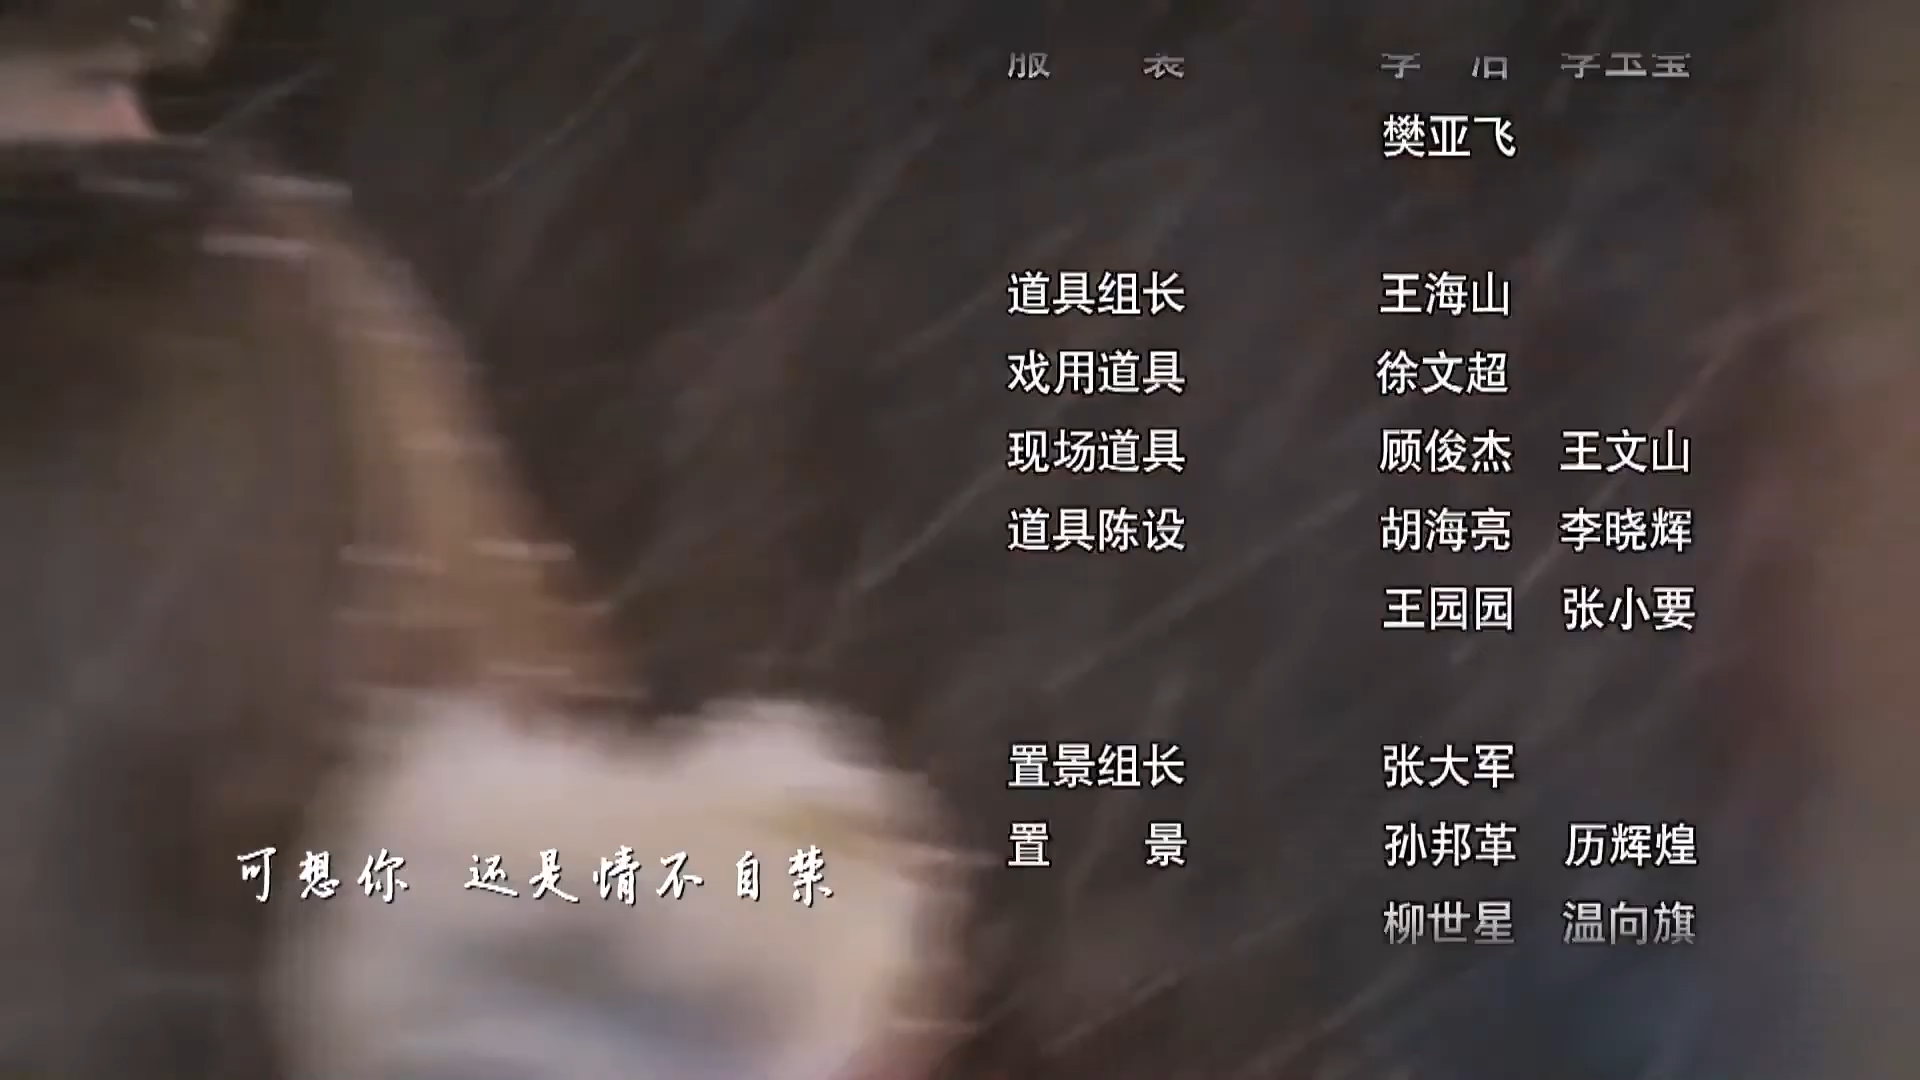 服 装
樊亚飞
道具组长 王海山
戏用道具 徐文超
现场道具 顾俊杰 王文山
道具陈设 胡海亮 李晓辉
王园园 张小要
置景组长 张大军
置 景 孙邦革 历辉煌
柳世星 温向旗
可想你 还是情不自禁